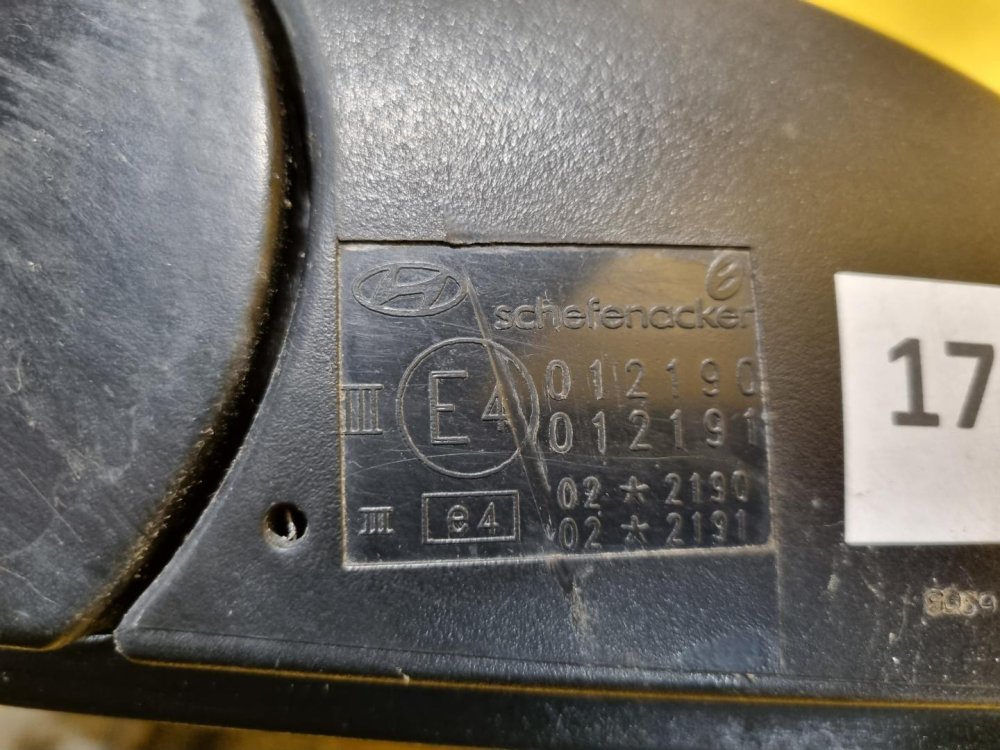 schefenacker
III E4 012190
012191
III e4 02 * 2190
02 * 2191
17